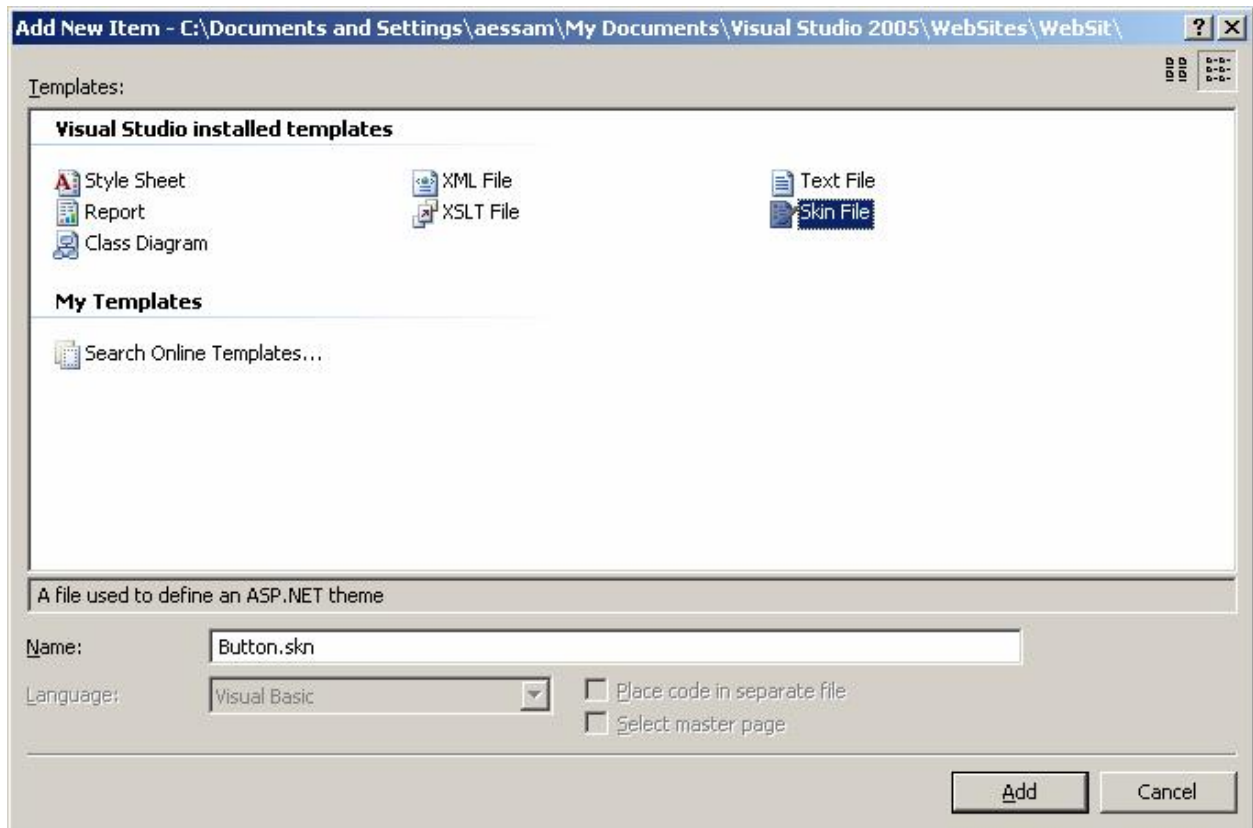 Add New Item - C:\Documents and Settings\aessam\My Documents\Visual Studio 2005\WebSites\WebSit\
Templates:
Visual Studio installed templates
Style Sheet XML File Text File
Report XSLT File Skin File
Class Diagram
My Templates
Search Online Templates...
A file used to define an ASP.NET theme
Name: Button.skn
Language: Visual Basic Place code in separate file
Select master page
Add Cancel